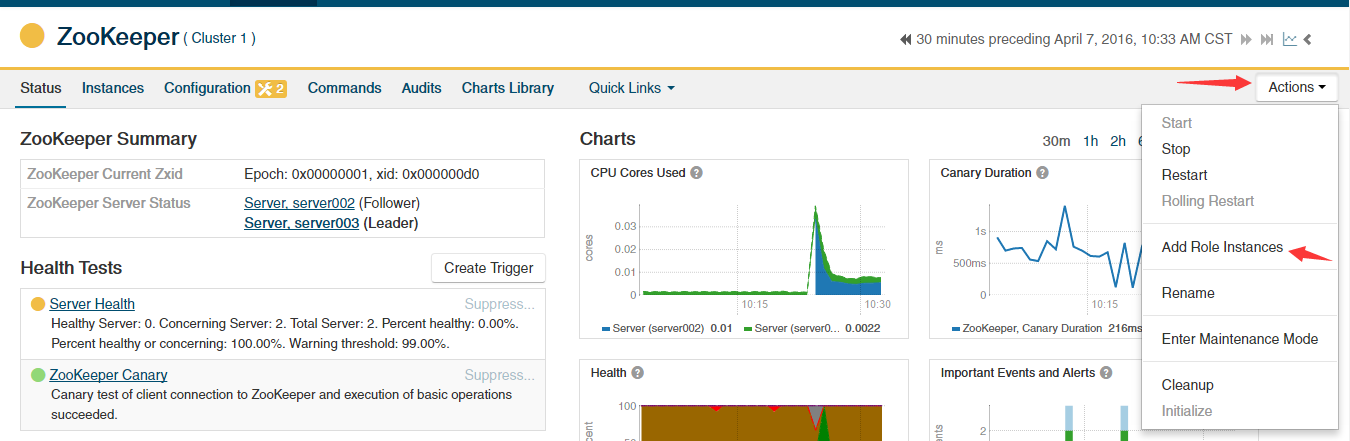 ZooKeeper ( Cluster 1 )
30 minutes preceding April 7, 2016, 10:33 AM CST
Status Instances Configuration 2 Commands Audits Charts Library Quick Links Actions
Start
Stop
Restart
Rolling Restart
Add Role Instances
Rename
Enter Maintenance Mode
Cleanup
Initialize
ZooKeeper Summary
ZooKeeper Current Zxid Epoch: 0x00000001, xid: 0x000000d0
ZooKeeper Server Status Server, server002 (Follower)
Server, server003 (Leader)
Health Tests Create Trigger
Server Health Suppress...
Healthy Server: 0. Concerning Server: 2. Total Server: 2. Percent healthy: 0.00%.
Percent healthy or concerning: 100.00%. Warning threshold: 99.00%.
ZooKeeper Canary Suppress...
Canary test of client connection to ZooKeeper and execution of basic operations
succeeded.
Charts
30m 1h 2h
CPU Cores Used ?
cores
0.03
0.02
0.01
0
10:15 10:30
Server (server002) 0.01 Server (server0... 0.0022
Canary Duration ?
ms
1s
500ms
0
10:15
ZooKeeper, Canary Duration 216ms
Health ?
100
Important Events and Alerts ?
2